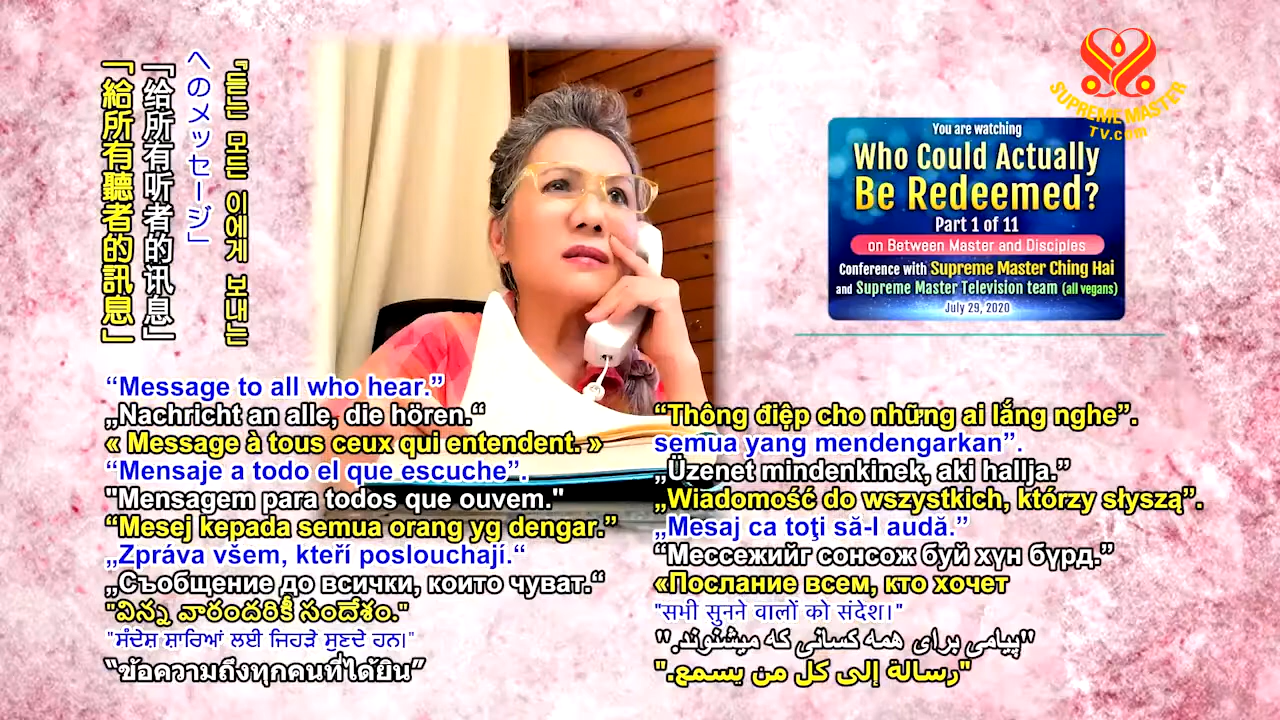 「給所有聽者的訊息」
「给所有听者的讯息」
へのメッセージ」
『듣는 모든 이에게 보내는
SUPREME MASTER
TV.com
You are watching
Who Could Actually
Be Redeemed?
Part 1 of 11
on Between Master and Disciples
Conference with Supreme Master Ching Hai
and Supreme Master Television team (all vegans)
July 29, 2020
“Message to all who hear.”
„Nachricht an alle, die hören.“
« Message à tous ceux qui entendent. »
“Mensaje a todo el que escuche”.
"Mensagem para todos que ouvem."
“Mesej kepada semua orang yg dengar.”
„Zpráva všem, kteří poslouchají.“
„Съобщение до всички, които чуват.“
"విన్న వారందరికీ సందేశం."
"ਸੰਦੇਸ਼ ਸ਼ਾਰਿਆਂ ਲਈ ਜਿਹੜੇ ਸੁਣਦੇ ਹਨ।"
“ข้อความถึงทุกคนที่ได้ยิน”
“Thông điệp cho những ai lắng nghe”.
semua yang mendengarkan”.
„Üzenet mindenkinek, aki hallja.”
„Wiadomość do wszystkich, którzy słyszą”.
„Mesaj ca toţi să-l audă.”
“Мессежийг сонсож буй хүн бүрд.”
«Послание всем, кто хочет
"सभी सुनने वालों को संदेश।"
"پیامی برای همه کسانی که میشنوند."
"رسالة إلى كل من يسمع."